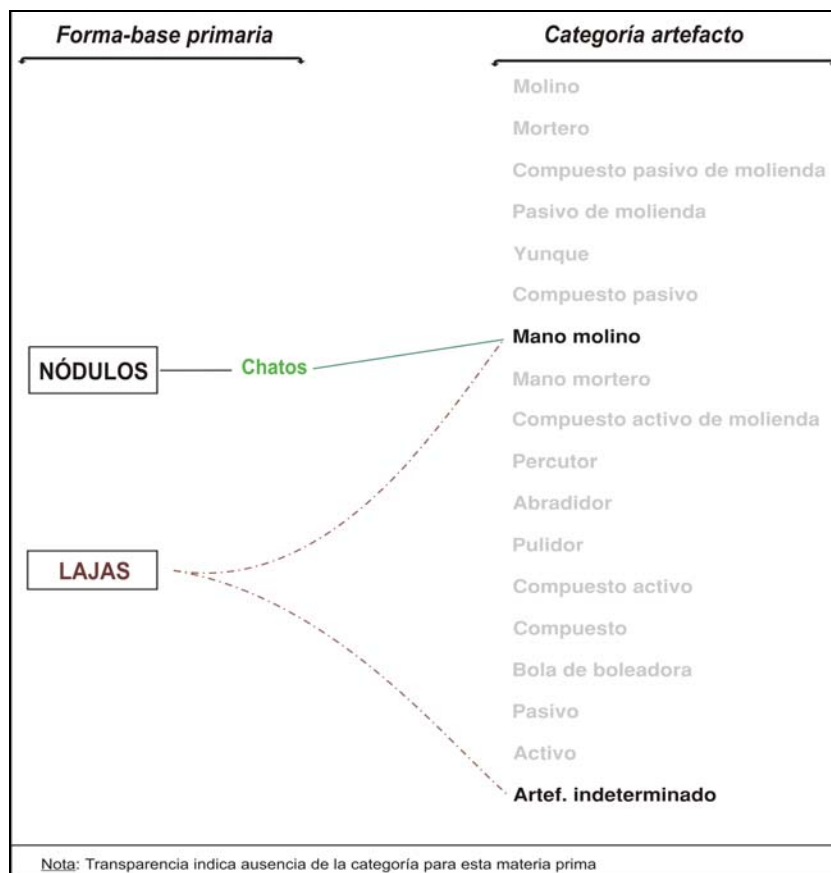 Forma-base primaria
Categoría artefacto
Molino
Mortero
Compuesto pasivo de molienda
Pasivo de molienda
Yunque
Compuesto pasivo
Mano molino
NÓDULOS
Chatos
Mano mortero
Compuesto activo de molienda
Percutor
Abradidor
Pulidor
LAJAS
Compuesto activo
Compuesto
Bola de boleadora
Pasivo
Activo
Artef. indeterminado
Nota: Transparencia indica ausencia de la categoría para esta materia prima